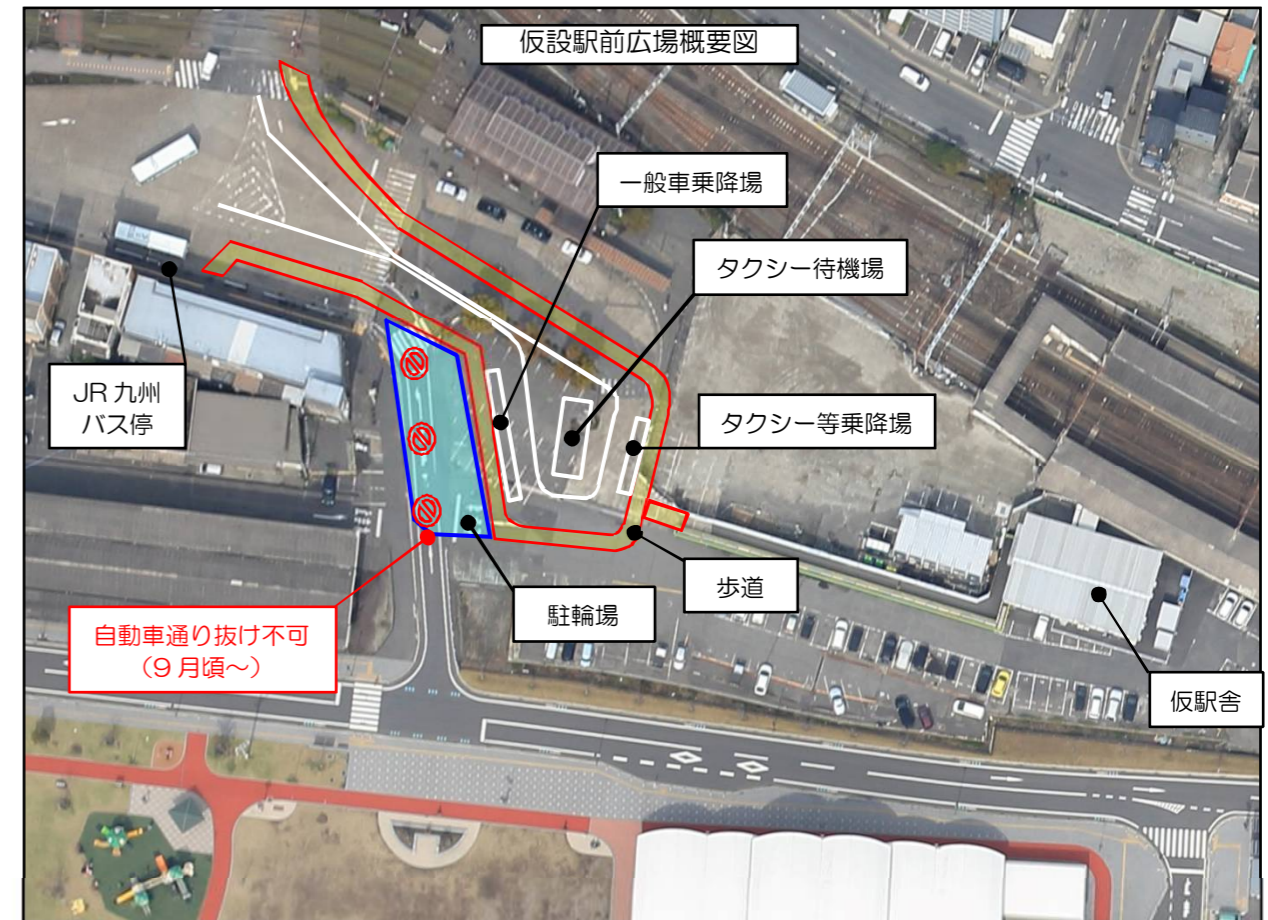 仮設駅前広場概要図
一般車乗降場
タクシー待機場
JR 九州
バス停
タクシー等乗降場
歩道
駐輪場
自動車通り抜け不可
（9 月頃～）
仮駅舎